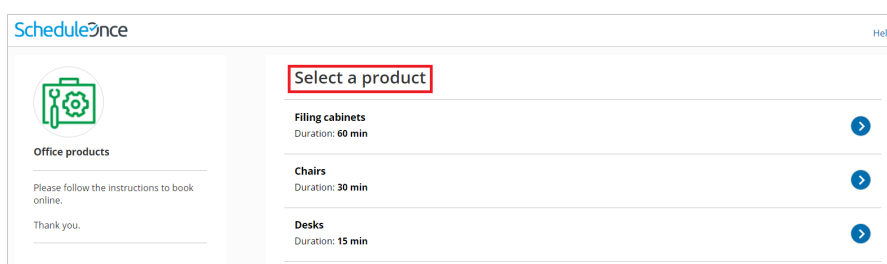 ScheduleOnce
Hel
Office products
Please follow the instructions to book
online.
Thank you.
Select a product
Filing cabinets
Duration: 60 min
Chairs
Duration: 30 min
Desks
Duration: 15 min